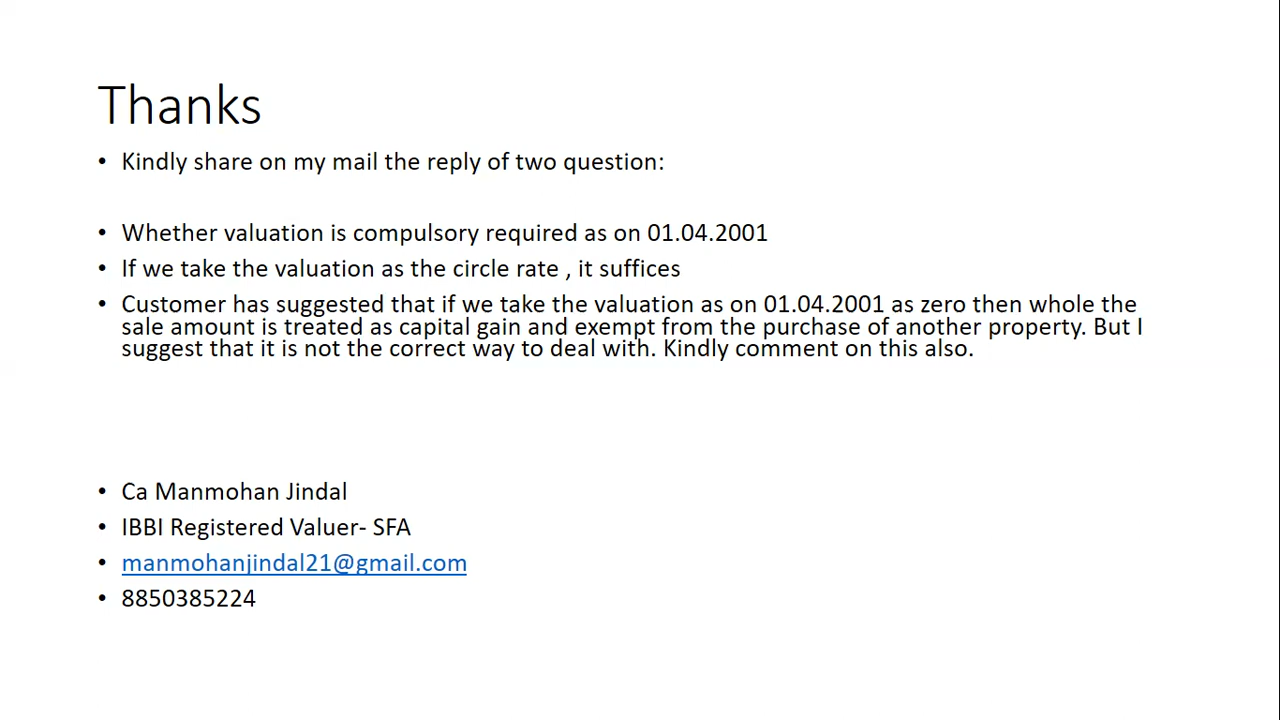 Thanks
• Kindly share on my mail the reply of two question:
• Whether valuation is compulsory required as on 01.04.2001
• If we take the valuation as the circle rate , it suffices
• Customer has suggested that if we take the valuation as on 01.04.2001 as zero then whole the
sale amount is treated as capital gain and exempt from the purchase of another property. But I
suggest that it is not the correct way to deal with. Kindly comment on this also.
• Ca Manmohan Jindal
• IBBI Registered Valuer- SFA
• manmohanjindal21@gmail.com
• 8850385224